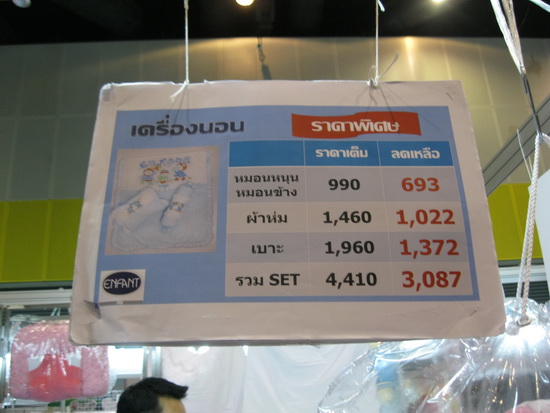 เครื่องนอน
ราคาพิเศษ
ราคาเต็ม ลดเหลือ
หมอนหนุน
หมอนข้าง 990 693
ผ้าห่ม 1,460 1,022
เบาะ 1,960 1,372
รวม SET 4,410 3,087
ENFANT